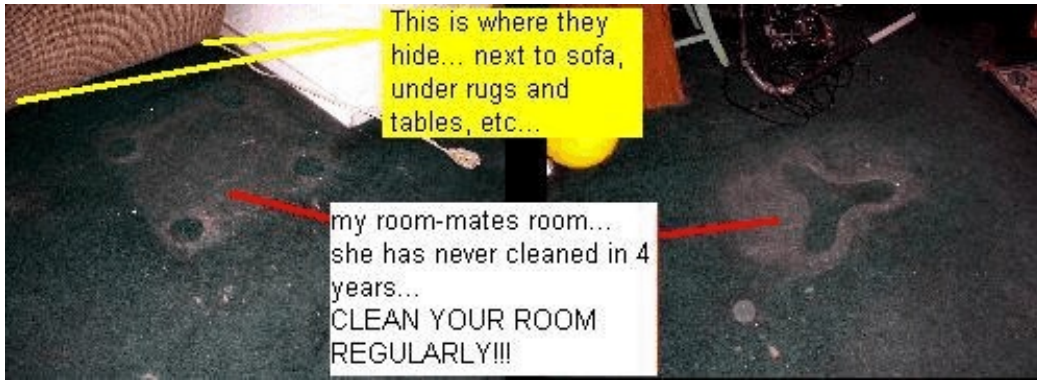 This is where they
hide... next to sofa,
under rugs and
tables, etc...
my room-mates room...
she has never cleaned in 4
years...
CLEAN YOUR ROOM
REGULARLY!!!